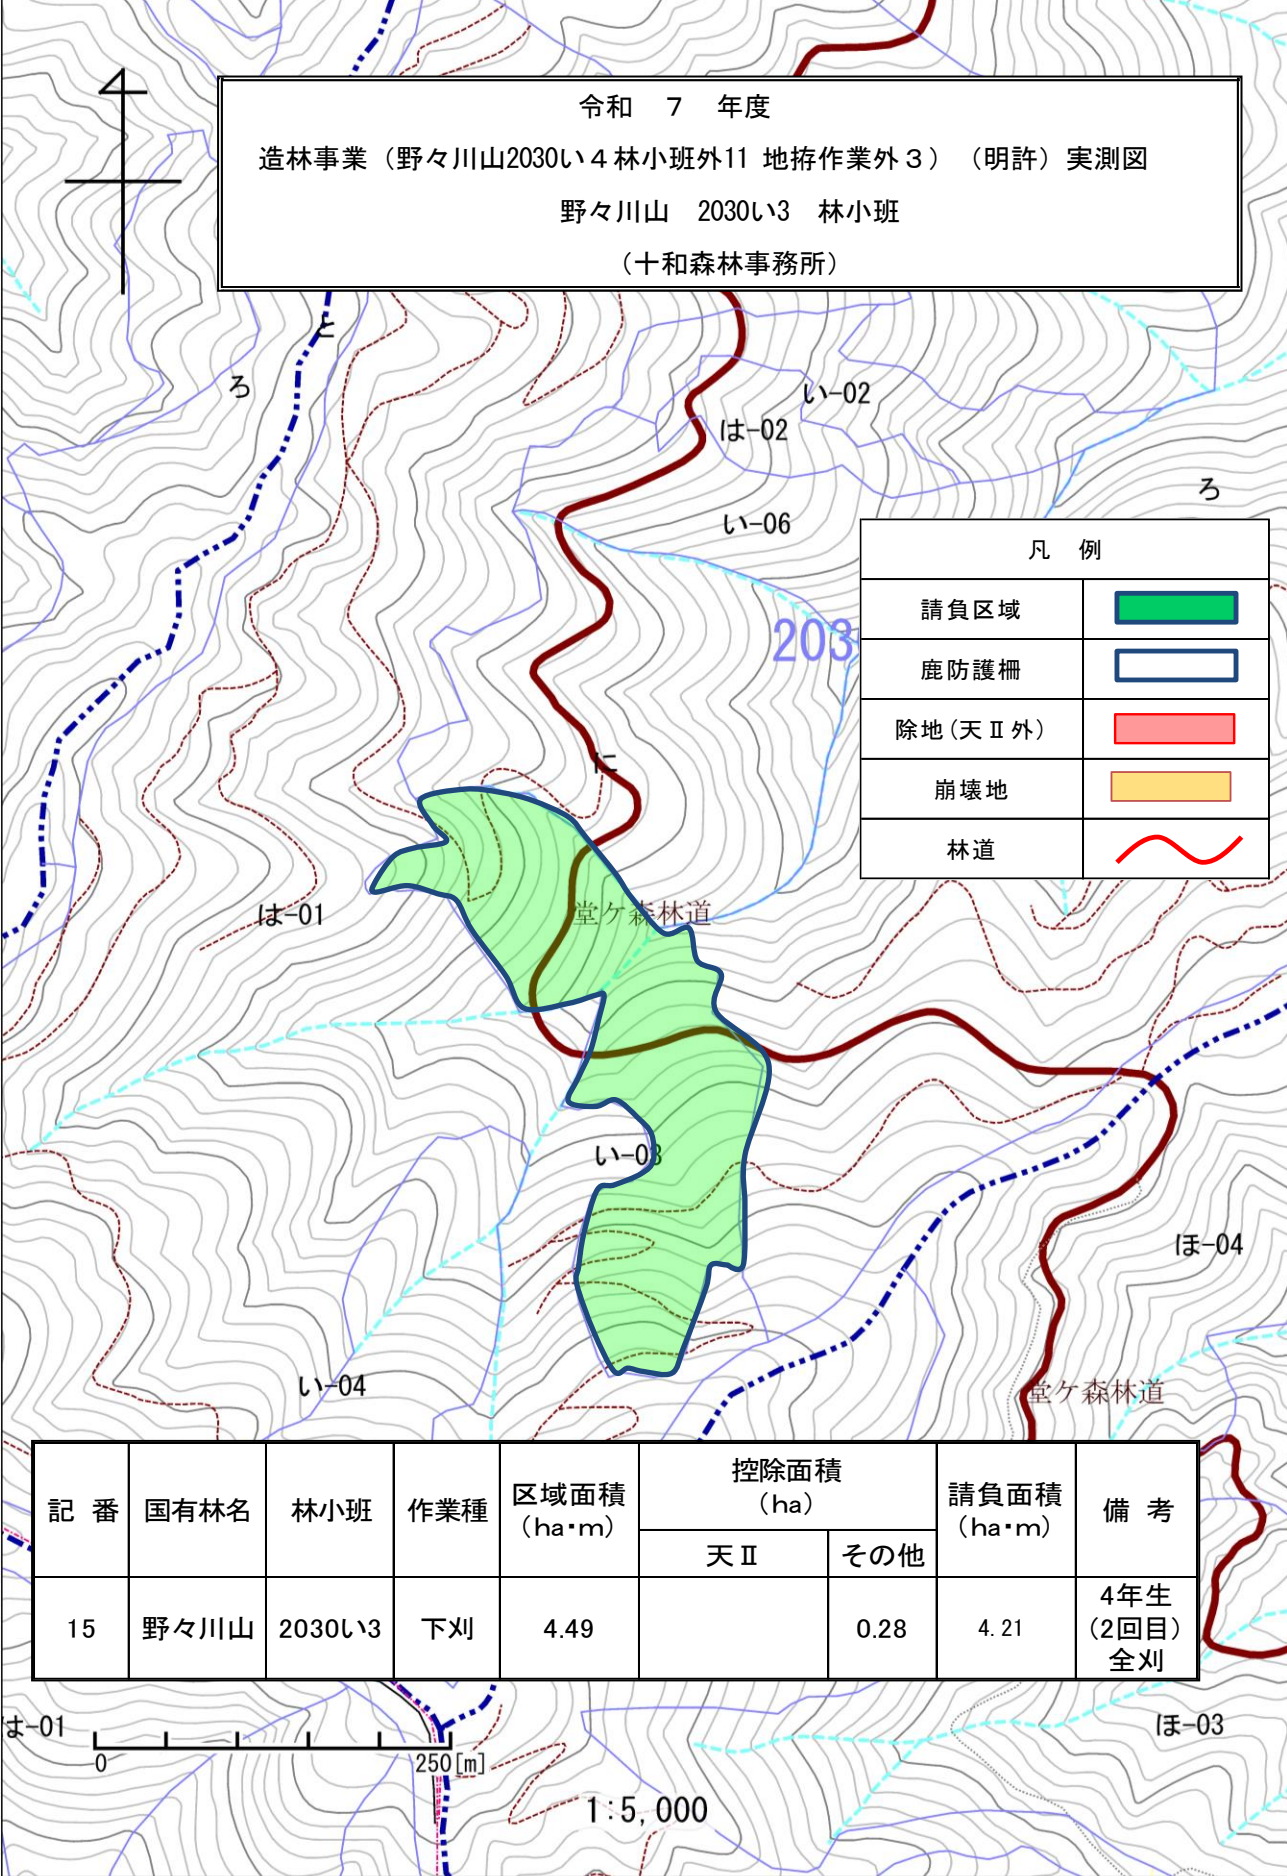 令和　7　年度
造林事業（野々川山2030い４林小班外11 地拵作業外３）（明許）実測図
野々川山　2030い3　林小班
（十和森林事務所）
と
ろ
い-02
は-02
ろ
い-06
203
凡　例
請負区域
鹿防護柵
除地(天Ⅱ外)
崩壊地
林道
に
堂ケ森林道
は-01
い-03
ほ-04
い-04
堂ケ森林道
記 番 国有林名 林小班 作業種 区域面積（ha･m） 控除面積（ha） 請負面積（ha･m） 備 考
天Ⅱ その他
15 野々川山 2030い3 下刈 4.49 0.28 4.21 4年生（2回目）全刈
は-01
ほ-03
0 250[m]
1:5,000